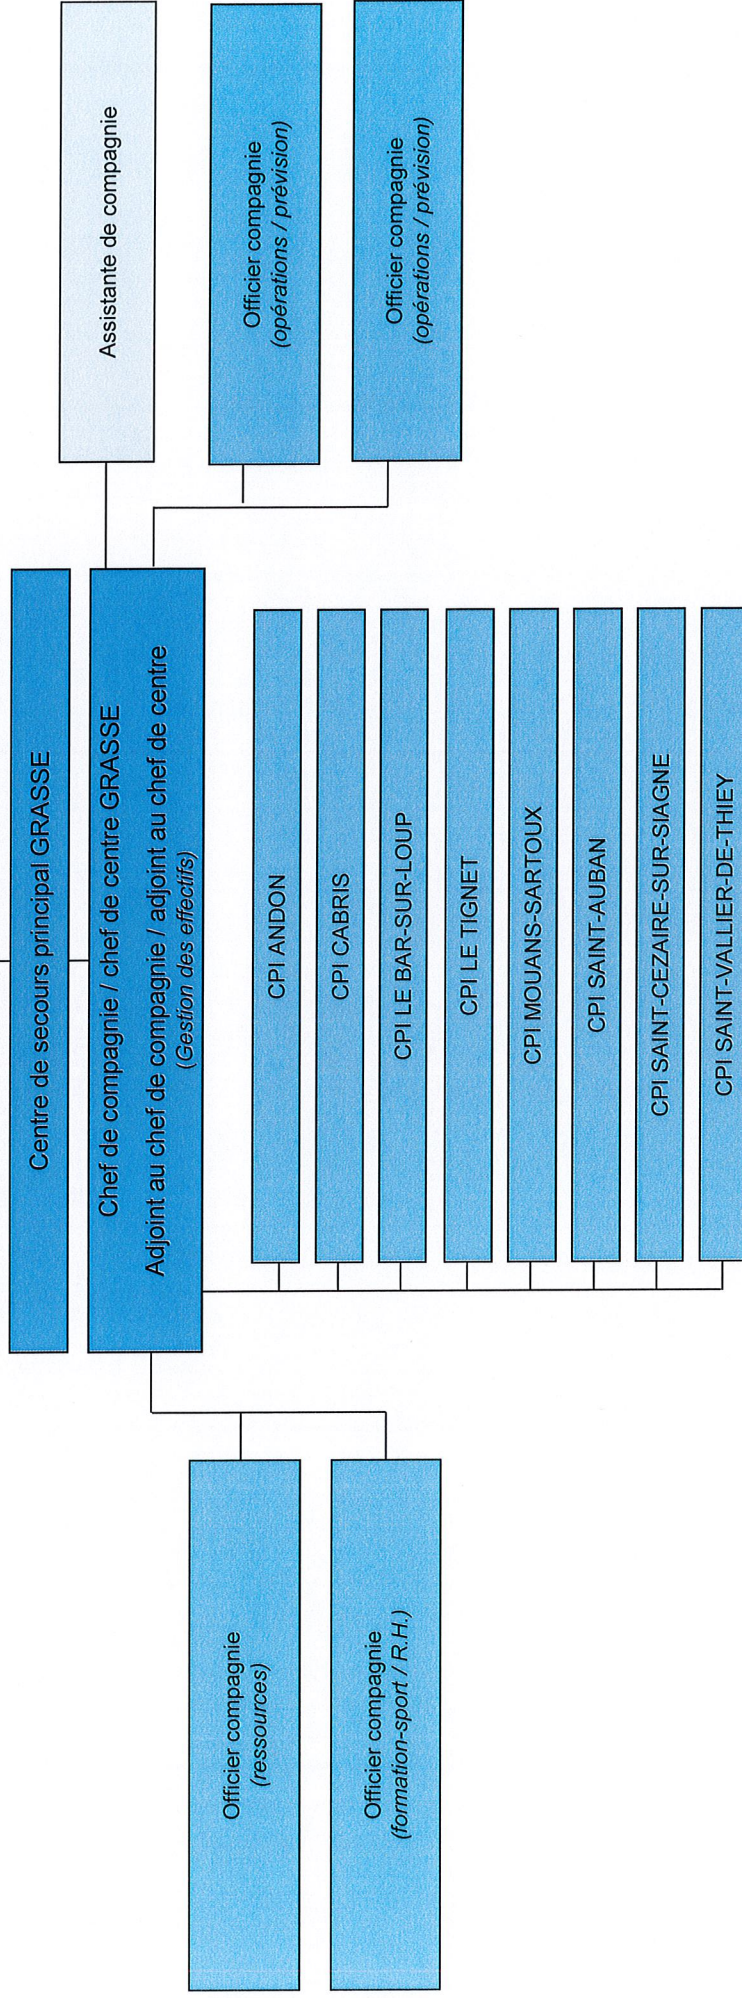 Centre de secours principal GRASSE
Chef de compagnie / chef de centre GRASSE
Adjoint au chef de compagnie / adjoint au chef de centre
(Gestion des effectifs)
Assistante de compagnie
Officier compagnie
(ressources)
Officier compagnie
(formation-sport / R.H.)
Officier compagnie
(opérations / prévision)
Officier compagnie
(opérations / prévision)
CPI ANDON
CPI CABRIS
CPI LE BAR-SUR-LOUP
CPI LE TIGNET
CPI MOUANS-SARTOUX
CPI SAINT-AUBAN
CPI SAINT-CEZAIRE-SUR-SIAGNE
CPI SAINT-VALLIER-DE-THIEY